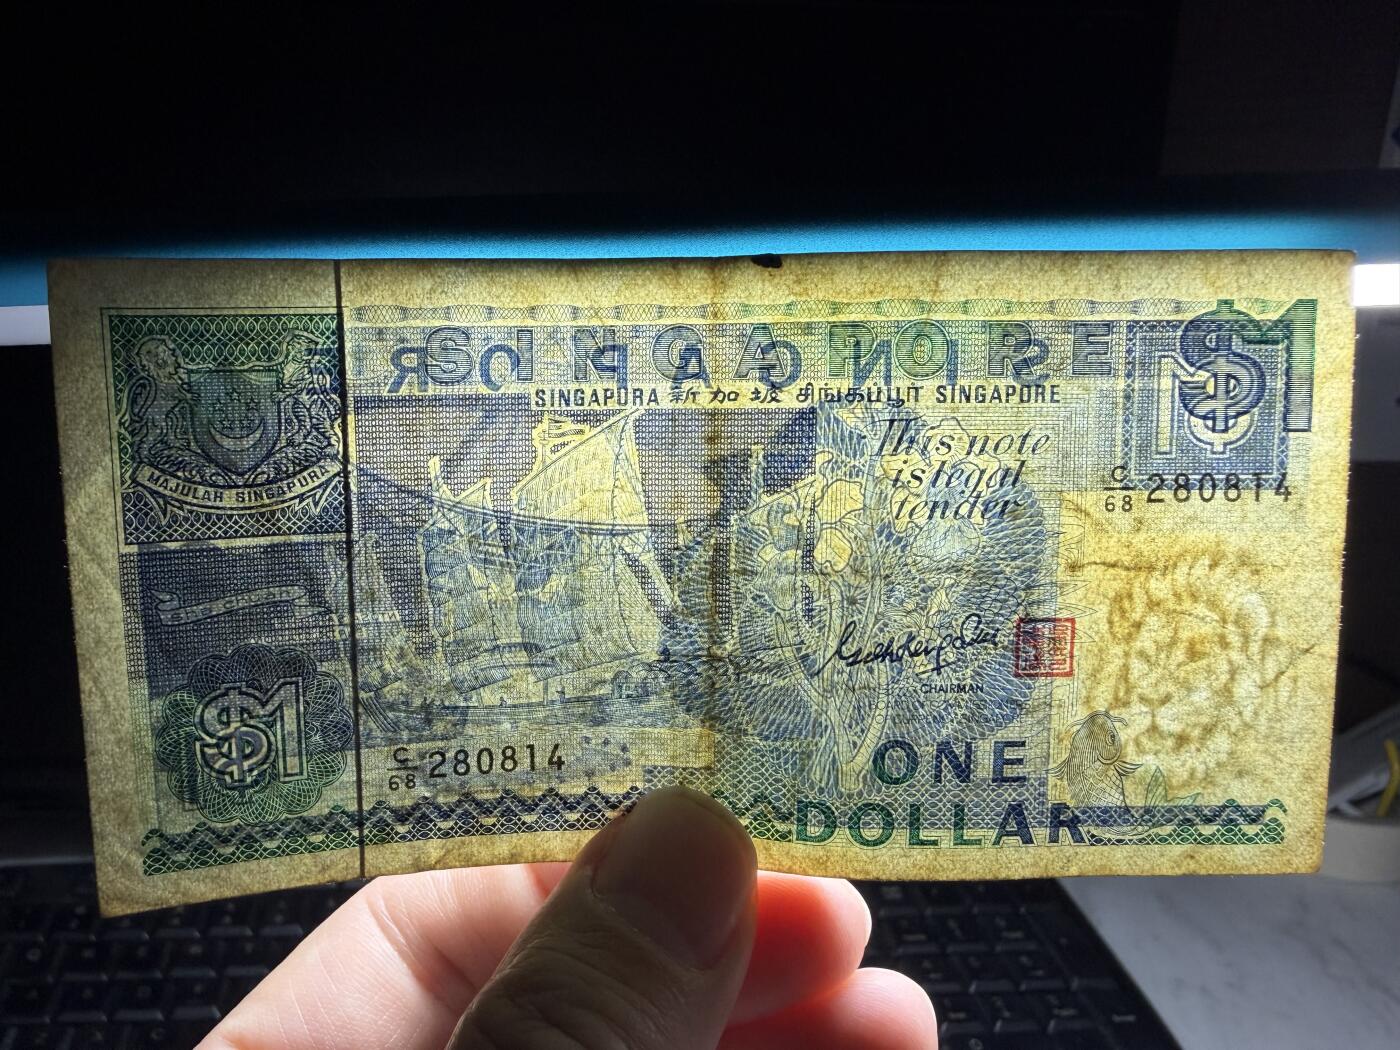 SINGAPORE
$1
SINGAPURA 新加坡 சிங்கப்பூர் SINGAPORE
This note
is legal
tender
C/68 280814
MAJULAH SINGAPURA
CHAIRMAN
$1
C/68 280814
ONE
DOLLAR